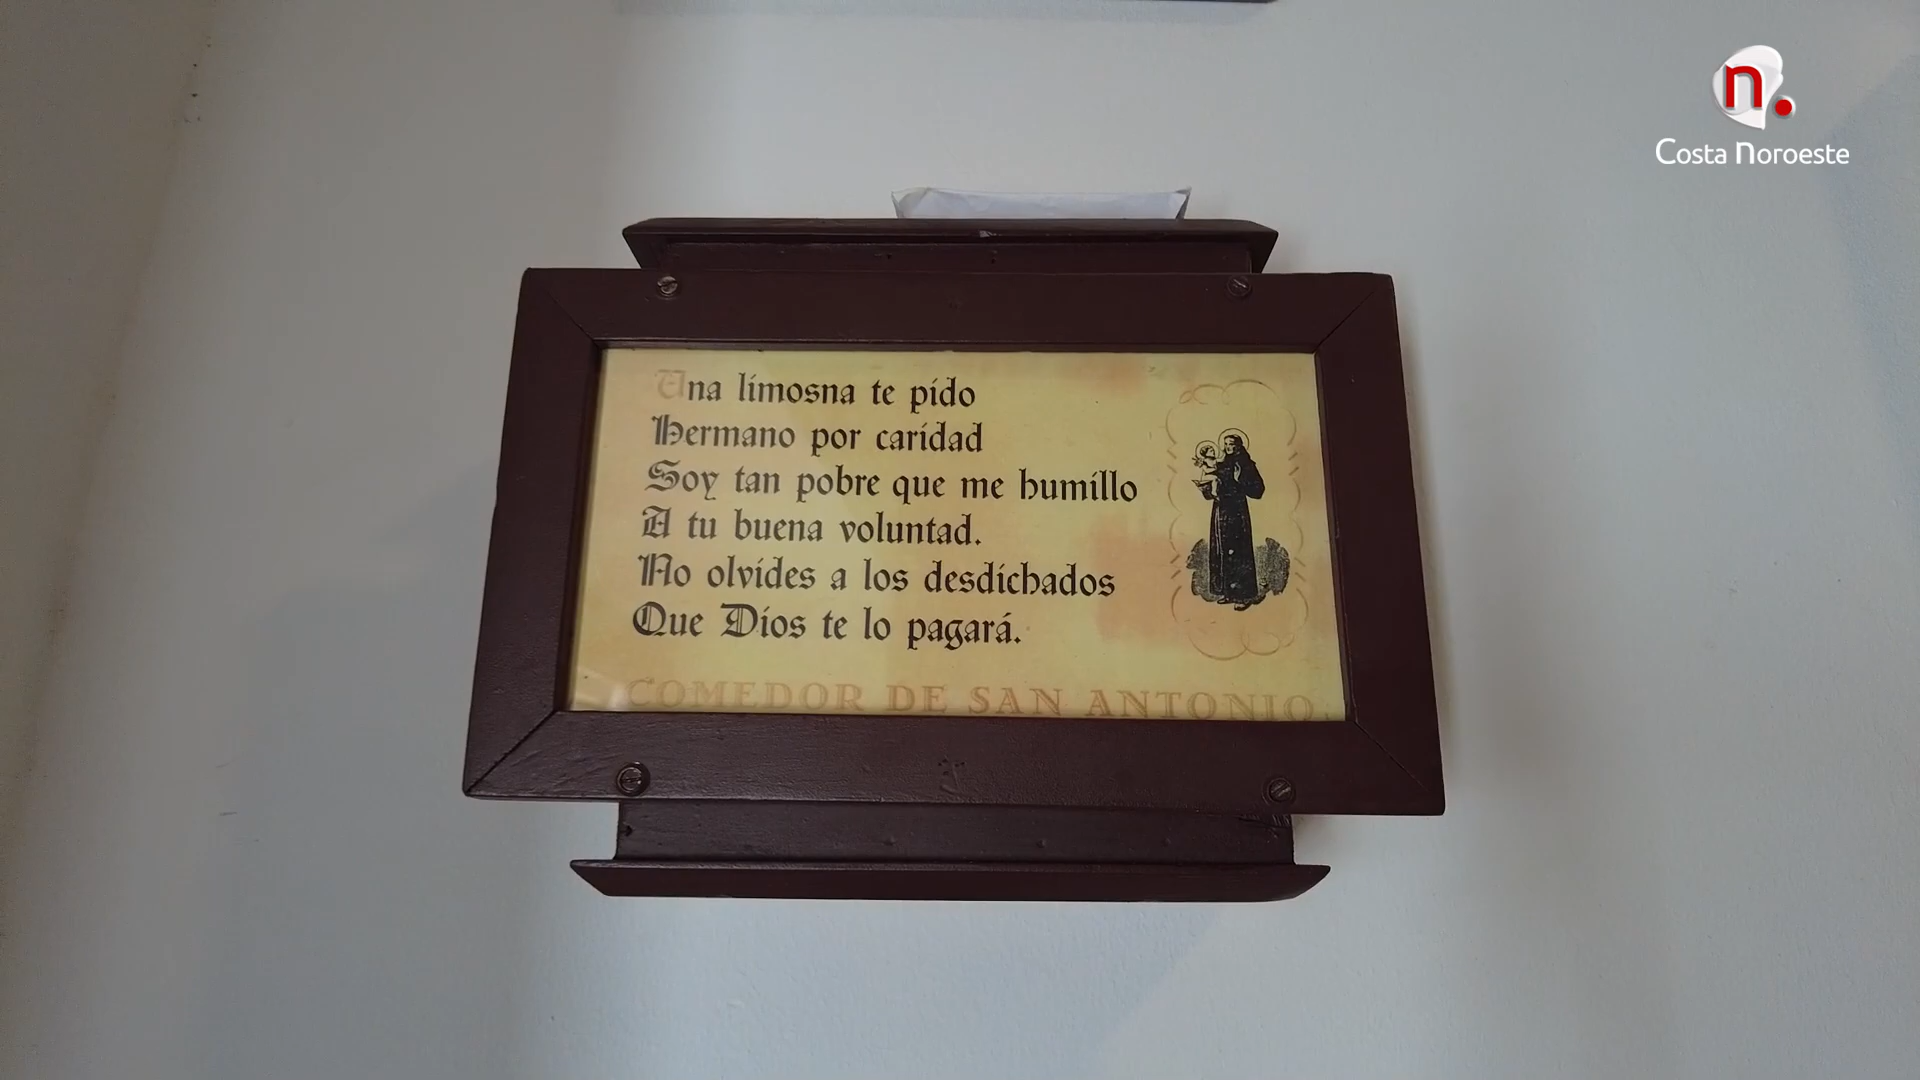 n.
Costa Noroeste
Una limosna te pido
Hermano por caridad
Soy tan pobre que me humillo
A tu buena voluntad.
No olvides a los desdichados
Que Dios te lo pagará.
COMEDOR DE SAN ANTONIO.